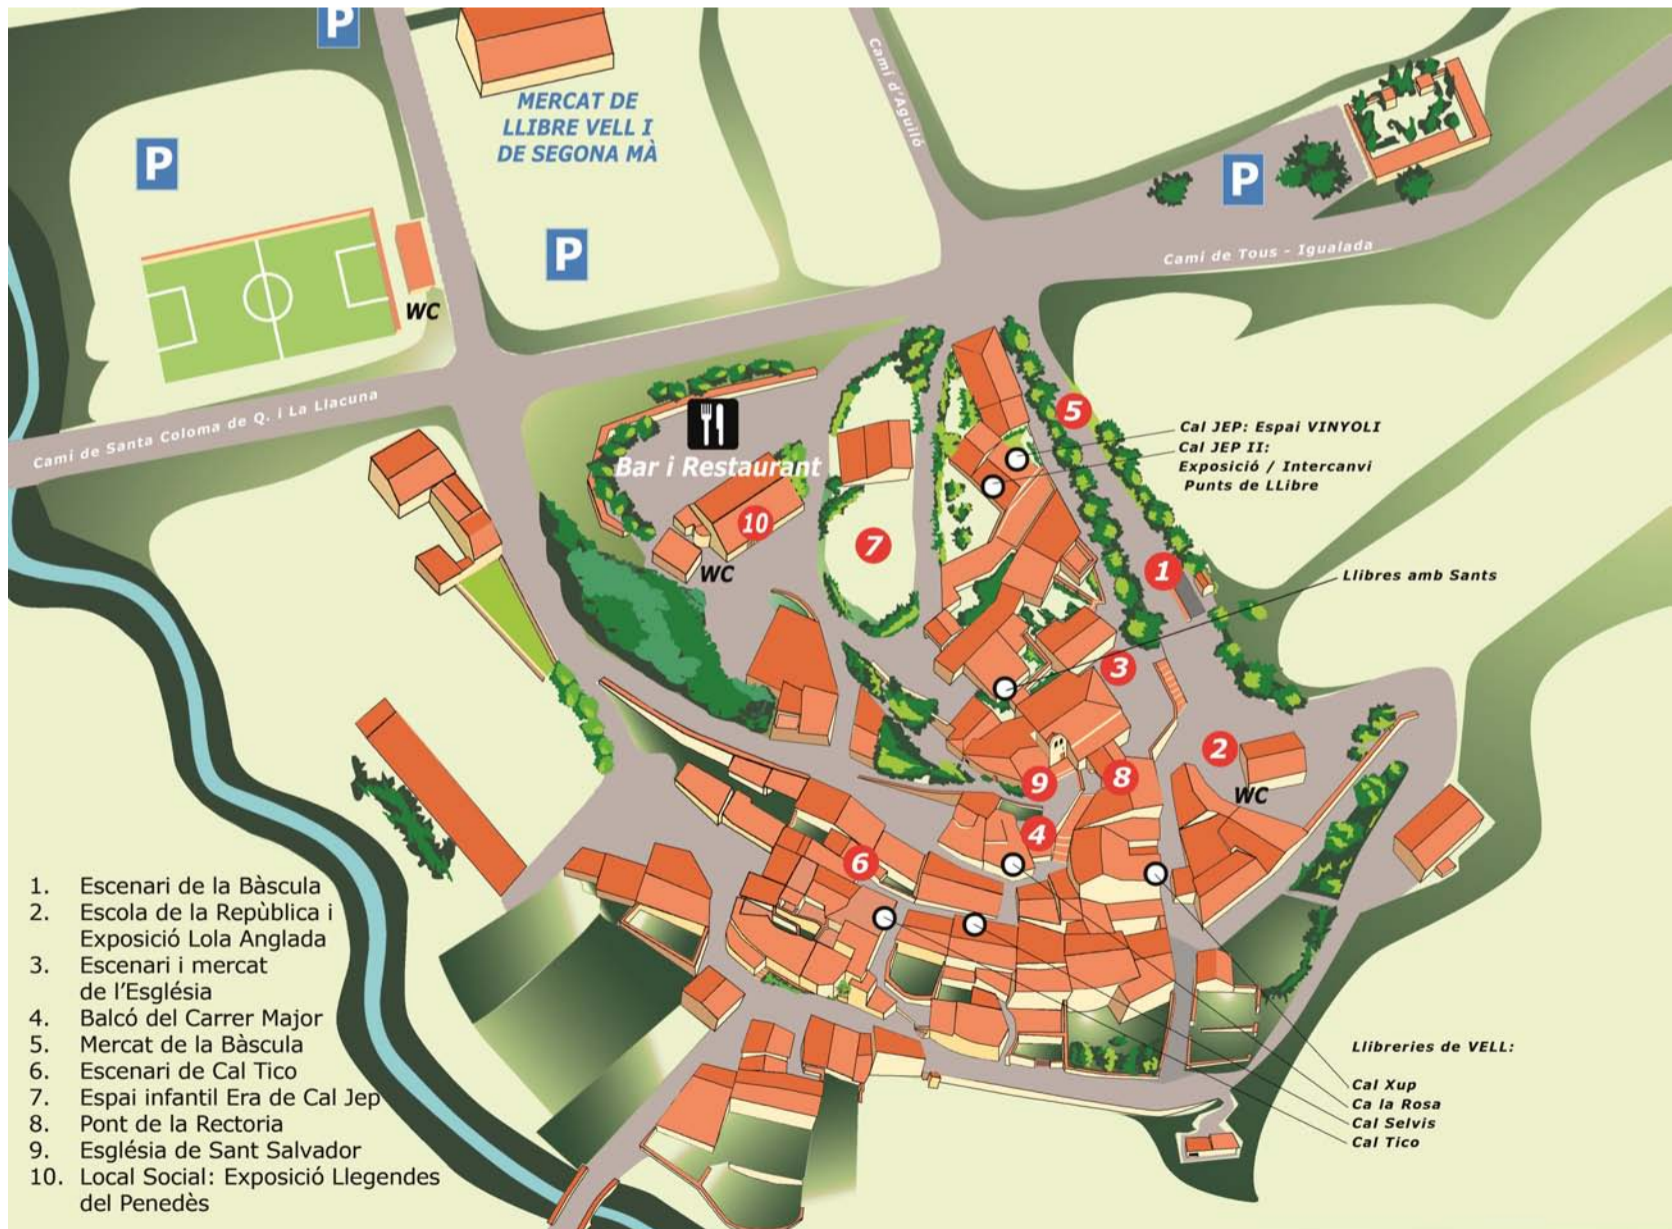 P
MERCAT DE
LLIBRE VELL I
DE SEGONA MÀ
Camí d'Aguiló
P
P
P
Camí de Tous - Igualada
WC
Camí de Santa Coloma de Q. i La Llacuna
Bar i Restaurant
5
Cal JEP: Espai VINYOLI
Cal JEP II:
Exposició / Intercanvi
Punts de LLibre
10
7
WC
1
Llibres amb Sants
3
2
9
8
WC
4
6
1. Escenari de la Bàscula
2. Escola de la Repùblica i
Exposició Lola Anglada
3. Escenari i mercat
de l'Església
4. Balcó del Carrer Major
5. Mercat de la Bàscula
6. Escenari de Cal Tico
7. Espai infantil Era de Cal Jep
8. Pont de la Rectoria
9. Església de Sant Salvador
10. Local Social: Exposició Llegendes
del Penedès
Llibreries de VELL:
Cal Xup
Ca la Rosa
Cal Selvis
Cal Tico